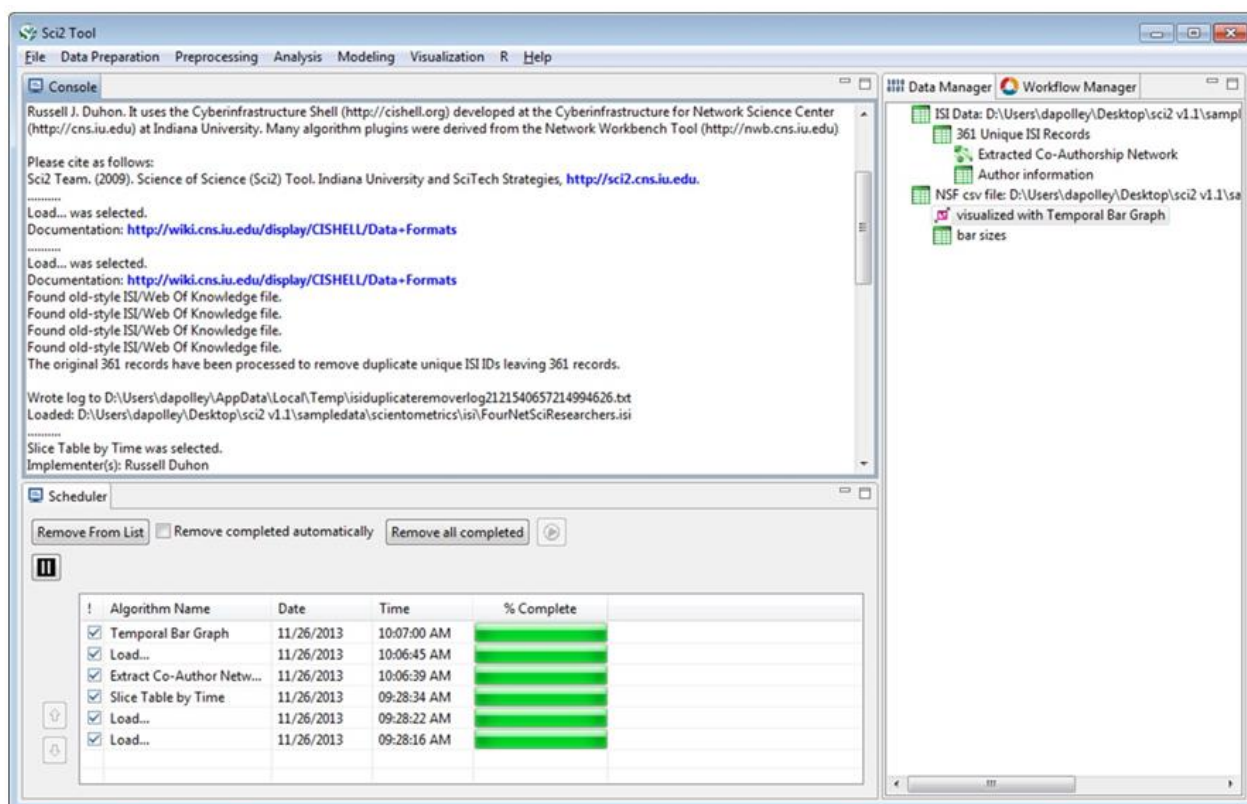 Sci2 Tool
File Data Preparation Preprocessing Analysis Modeling Visualization R Help
Console
Russell J. Duhon. It uses the Cyberinfrastructure Shell (http://cishell.org) developed at the Cyberinfrastructure for Network Science Center
(http://cns.iu.edu) at Indiana University. Many algorithm plugins were derived from the Network Workbench Tool (http://nwb.cns.iu.edu)
Please cite as follows:
Sci2 Team. (2009). Science of Science (Sci2) Tool. Indiana University and SciTech Strategies, http://sci2.cns.iu.edu.
..........
Load... was selected.
Documentation: http://wiki.cns.iu.edu/display/CISHELL/Data+Formats
..........
Load... was selected.
Documentation: http://wiki.cns.iu.edu/display/CISHELL/Data+Formats
Found old-style ISI/Web Of Knowledge file.
Found old-style ISI/Web Of Knowledge file.
Found old-style ISI/Web Of Knowledge file.
Found old-style ISI/Web Of Knowledge file.
The original 361 records have been processed to remove duplicate unique ISI IDs leaving 361 records.
Wrote log to D:\Users\dapolley\AppData\Local\Temp\isiduplicateremoverlog2121540657214994626.txt
Loaded: D:\Users\dapolley\Desktop\sci2 v1.1\sampledata\scientometrics\isi\FourNetSciResearchers.isi
..........
Slice Table by Time was selected.
Implementer(s): Russell Duhon
Data Manager Workflow Manager
ISI Data: D:\Users\dapolley\Desktop\sci2 v1.1\sampl
361 Unique ISI Records
Extracted Co-Authorship Network
Author information
NSF csv file: D:\Users\dapolley\Desktop\sci2 v1.1\sa
visualized with Temporal Bar Graph
bar sizes
Scheduler
Remove From List Remove completed automatically Remove all completed
! Algorithm Name Date Time % Complete
Temporal Bar Graph 11/26/2013 10:07:00 AM
Load... 11/26/2013 10:06:45 AM
Extract Co-Author Netw... 11/26/2013 10:06:39 AM
Slice Table by Time 11/26/2013 09:28:34 AM
Load... 11/26/2013 09:28:22 AM
Load... 11/26/2013 09:28:16 AM